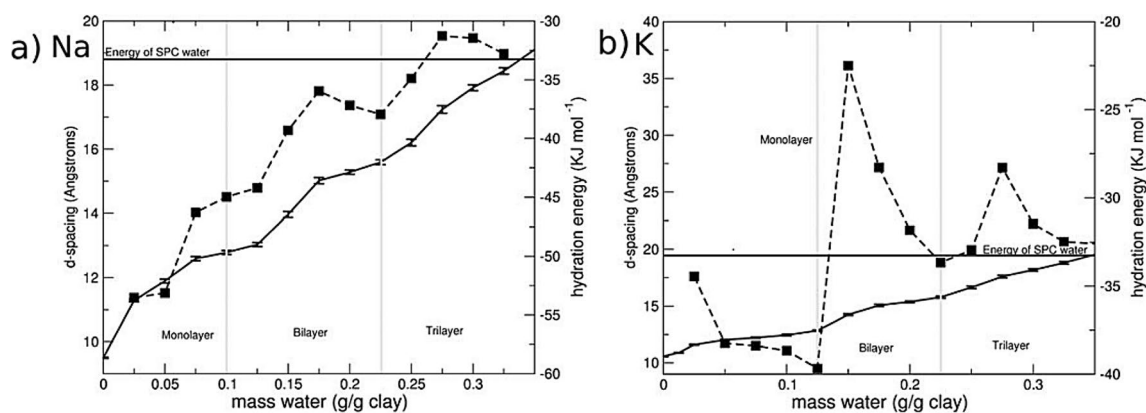 a) Na
20
18
16
14
12
10
d-spacing (Angstroms)
Energy of SPC water
Monolayer
Bilayer
Trilayer
-30
-35
-40
-45
-50
-55
-60
hydration energy (KJ mol -1)
0
0.05
0.1
0.15
0.2
0.25
0.3
mass water (g/g clay)
b) K
40
35
30
25
20
15
10
d-spacing (Angstroms)
Monolayer
Energy of SPC water
Bilayer
Trilayer
-20
-25
-30
-35
-40
hydration energy (KJ mol -1)
0
0.1
0.2
0.3
mass water (g/g clay)